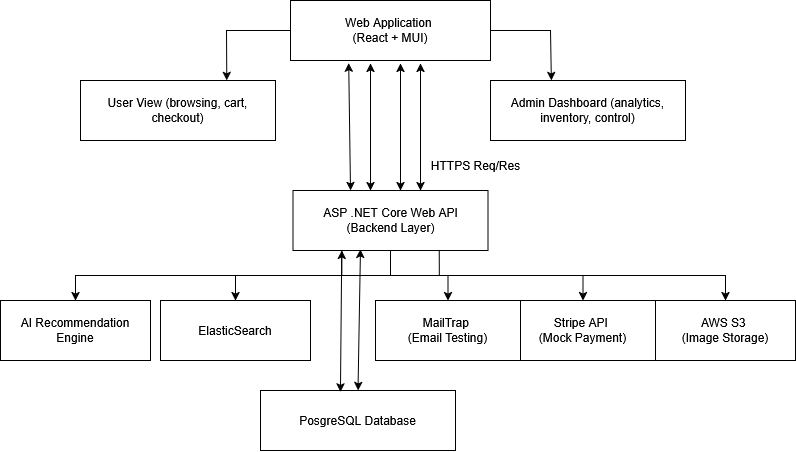 Web Application
(React + MUI)
User View (browsing, cart,
checkout)
Admin Dashboard (analytics,
inventory, control)
HTTPS Req/Res
ASP .NET Core Web API
(Backend Layer)
AI Recommendation
Engine
ElasticSearch
MailTrap
(Email Testing)
Stripe API
(Mock Payment)
AWS S3
(Image Storage)
PosgreSQL Database